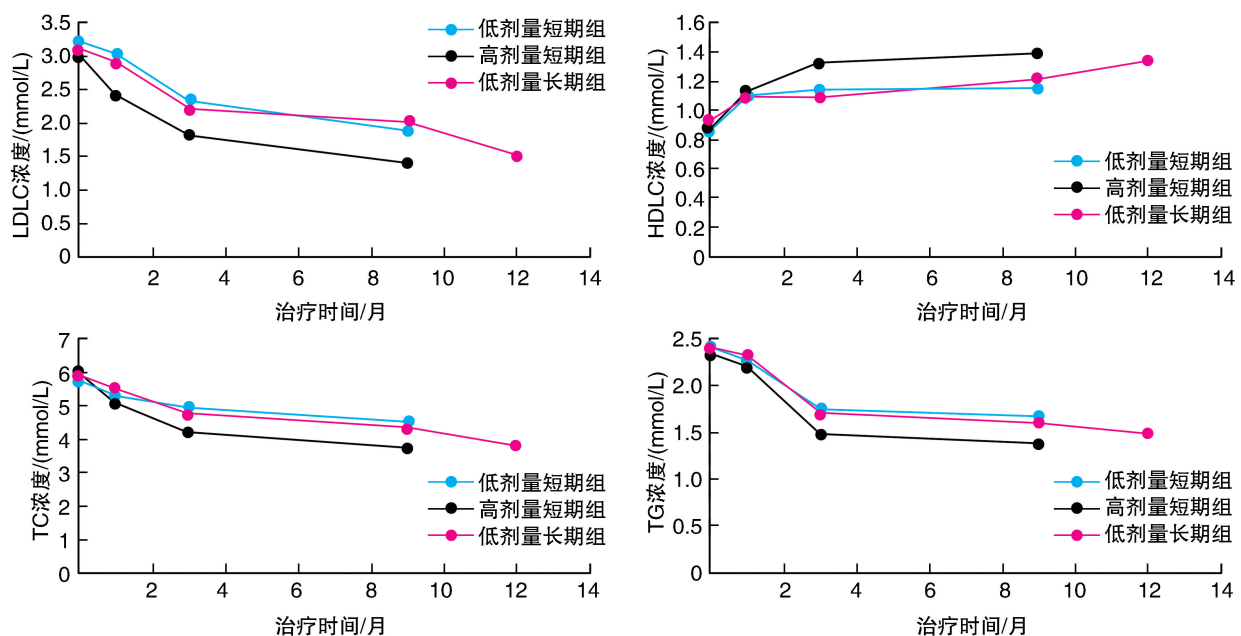 LDLC浓度/(mmol/L)
3.5
3.0
2.5
2.0
1.5
1.0
0.5
0
2
4
6
8
10
12
14
治疗时间/月
低剂量短期组
高剂量短期组
低剂量长期组
HDLC浓度/(mmol/L)
1.6
1.4
1.2
1.0
0.8
0.6
0.4
0.2
0
2
4
6
8
10
12
14
治疗时间/月
低剂量短期组
高剂量短期组
低剂量长期组
TC浓度/(mmol/L)
7
6
5
4
3
2
1
0
2
4
6
8
10
12
14
治疗时间/月
低剂量短期组
高剂量短期组
低剂量长期组
TG浓度/(mmol/L)
2.5
2.0
1.5
1.0
0.5
0
2
4
6
8
10
12
14
治疗时间/月
低剂量短期组
高剂量短期组
低剂量长期组